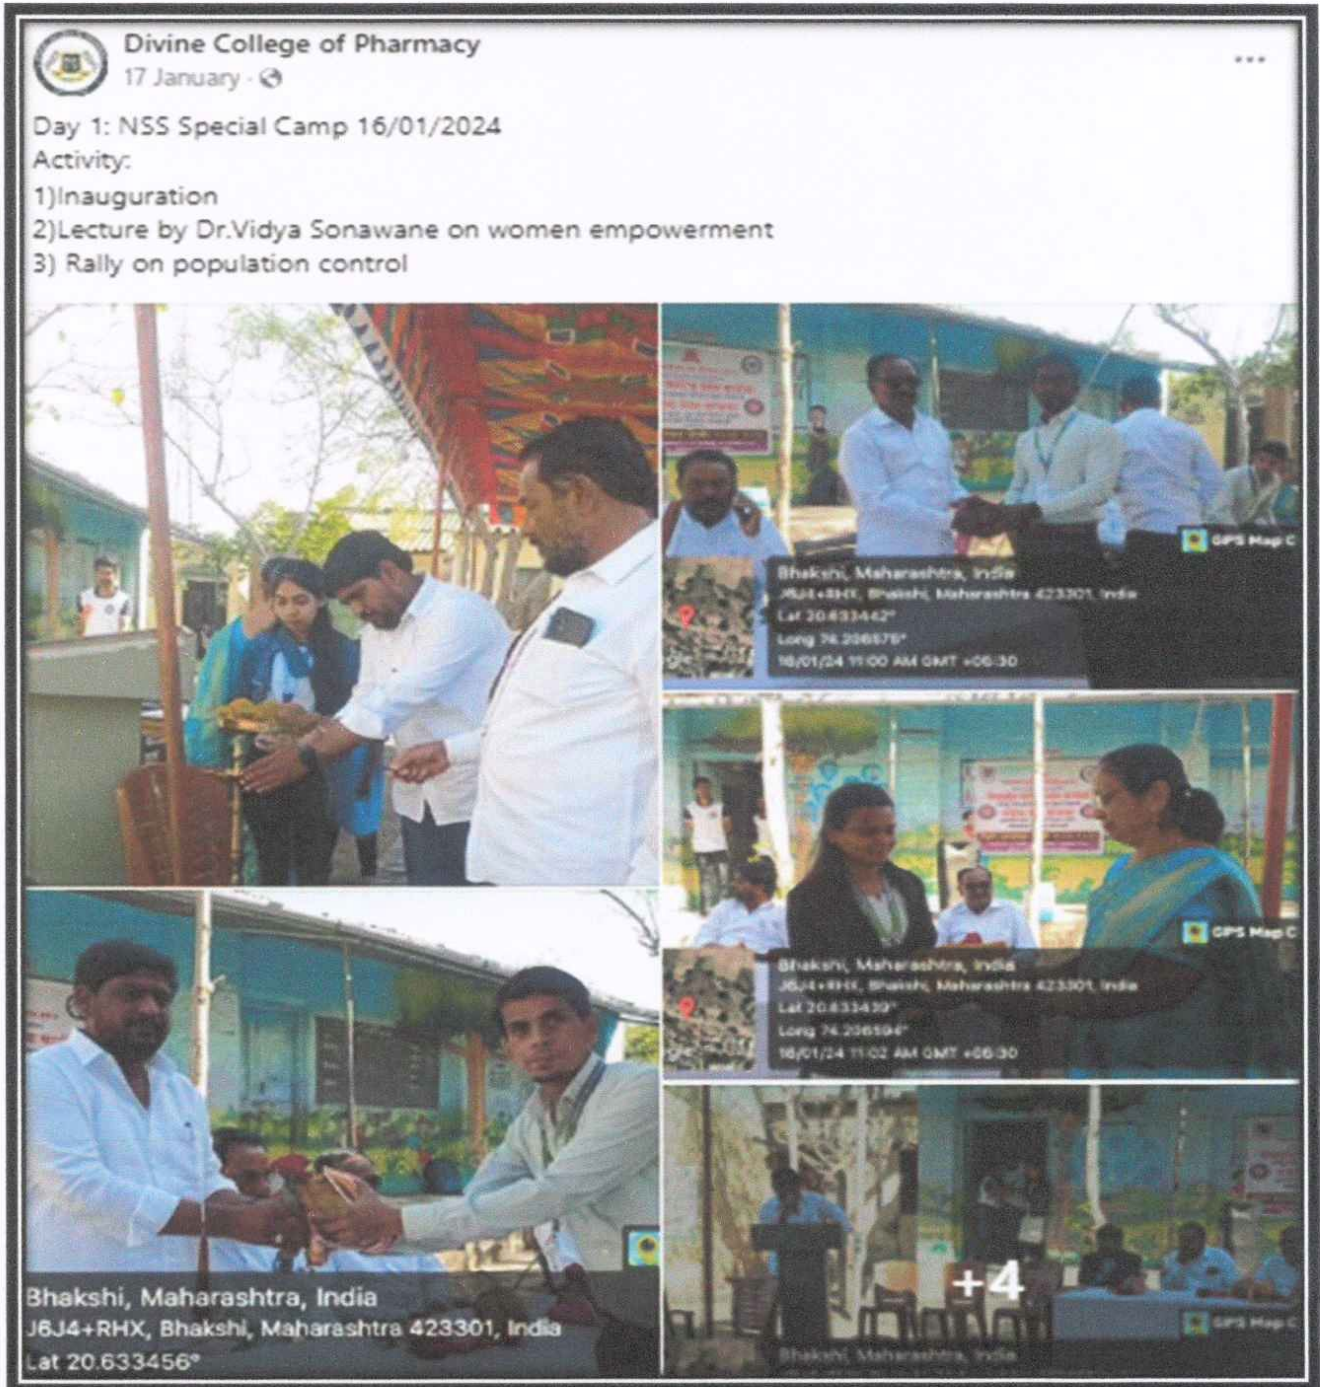 Divine College of Pharmacy
17 January ·
Day 1: NSS Special Camp 16/01/2024
Activity:
1)Inauguration
2)Lecture by Dr.Vidya Sonawane on women empowerment
3) Rally on population control
GPS Map C
Bhakshi, Maharashtra, India
J6J4+RHX, Bhakshi, Maharashtra 423301, India
Lat 20.633442°
Long 74.206576°
16/01/24 11:00 AM GMT +05:30
GPS Map C
Bhakshi, Maharashtra, India
J6J4+RHX, Bhakshi, Maharashtra 423301, India
Lat 20.633439°
Long 74.206594°
16/01/24 11:02 AM GMT +05:30
Bhakshi, Maharashtra, India
J6J4+RHX, Bhakshi, Maharashtra 423301, India
Lat 20.633456°
+4
GPS Map C
Bhakshi, Maharashtra, India